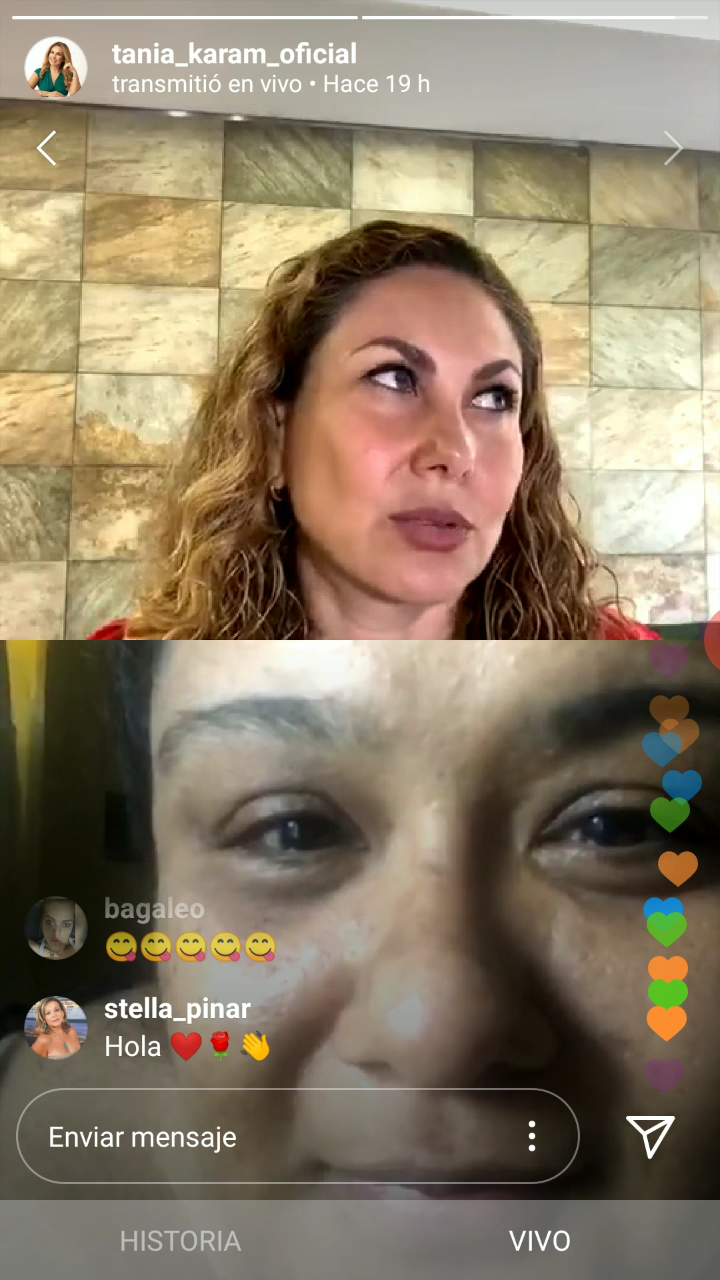 tania_karam_oficial
transmitió en vivo • Hace 19 h
bagaleo
😋😋😋😋😋
stella_pinar
Hola ❤️🌹👋
Enviar mensaje
HISTORIA
VIVO